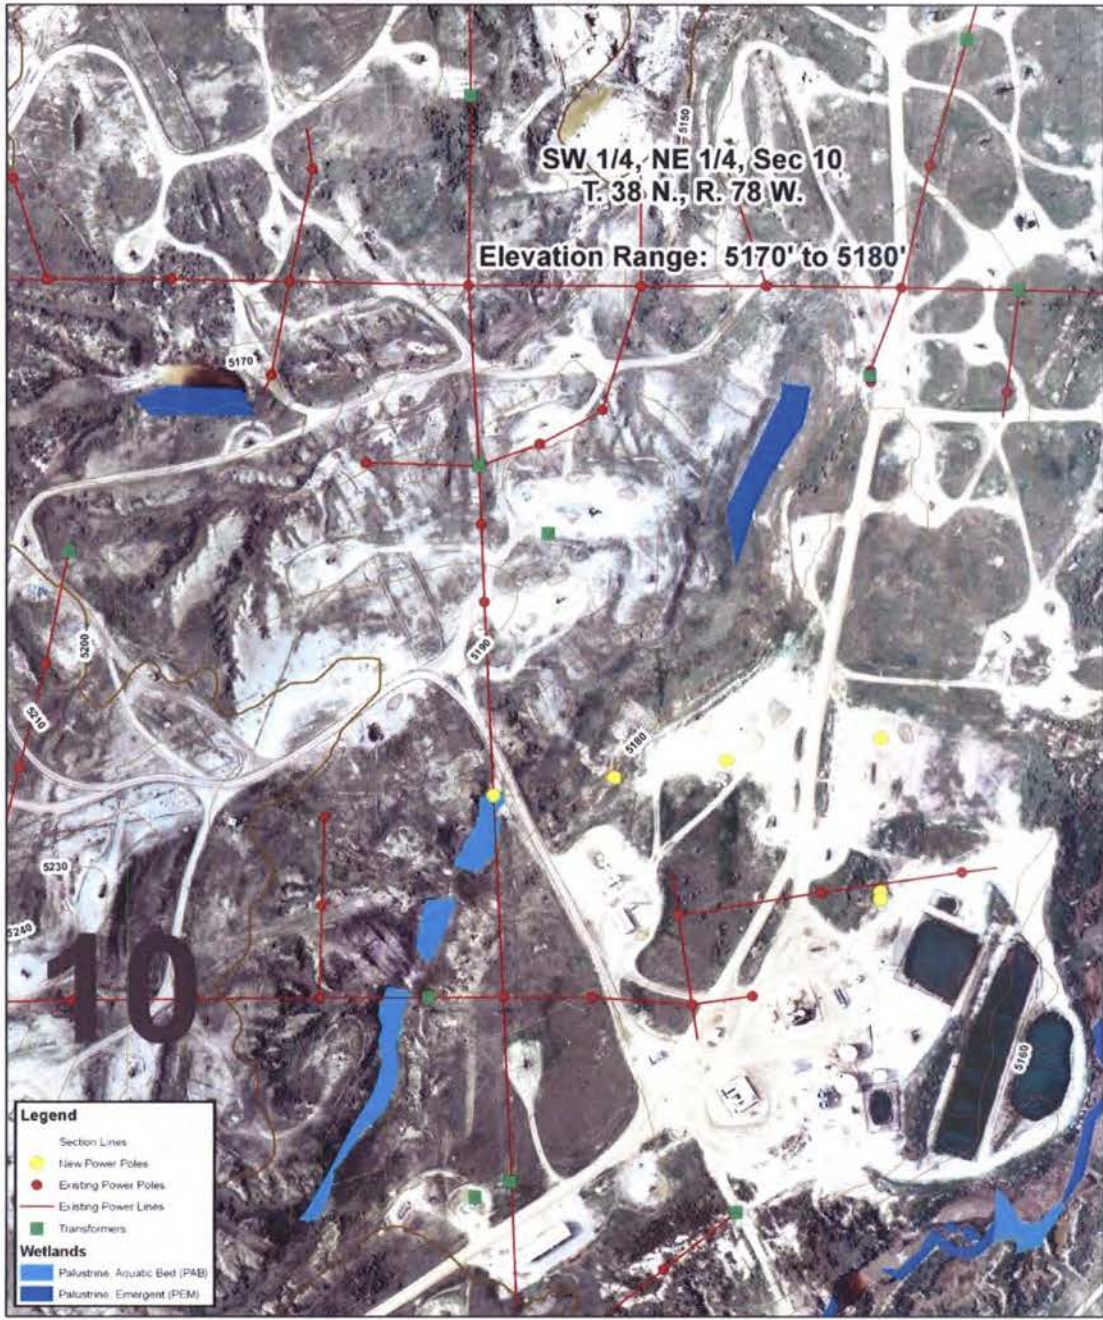 5150
SW 1/4, NE 1/4, Sec 10
T. 38 N., R. 78 W.
Elevation Range: 5170' to 5180'
5170
5200
5190
5210
5180
5230
5240
10
5160
Legend
Section Lines
New Power Poles
Existing Power Poles
Existing Power Lines
Transformers
Wetlands
Palustrine, Aquatic Bed (PAB)
Palustrine, Emergent (PEM)